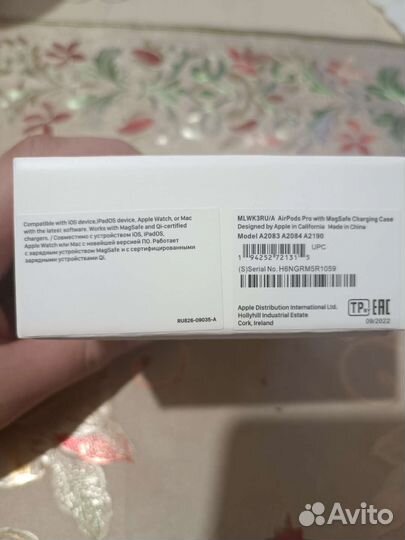 Compatible with iOS device,iPadOS device, Apple Watch, or Mac
with the latest software. Works with MagSafe and Qi-certified
chargers. / Совместимо с устройством iOS, iPadOS,
Apple Watch или Mac с новейшей версией ПО. Работает
с зарядным устройством MagSafe и с сертифицированными
зарядными устройствами Qi.
RU826-09035-A
MLWK3RU/A AirPods Pro with MagSafe Charging Case
Designed by Apple in California Made in China
Model A2083 A2084 A2190
UPC
1 94252 72131 5
(S)Serial No. H6NGRM5R1059
Apple Distribution International Ltd.
Hollyhill Industrial Estate
Cork, Ireland
EAC
09/2022
Avito